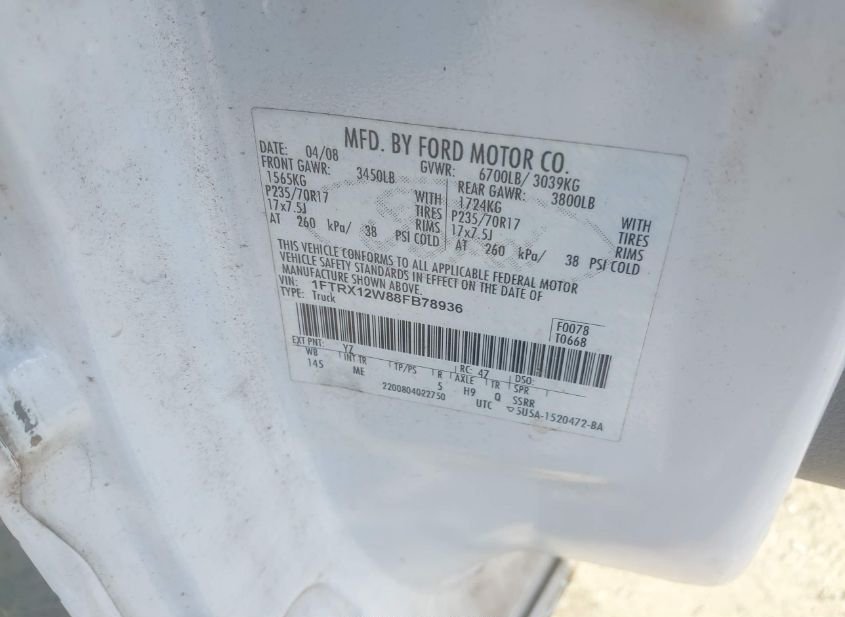 MFD. BY FORD MOTOR CO.
DATE: 04/08 GVWR: 6700LB/ 3039KG
FRONT GAWR: 3450LB REAR GAWR: 3800LB
1565KG WITH 1724KG WITH
P235/70R17 TIRES P235/70R17 TIRES
17x7.5J RIMS 17x7.5J RIMS
AT 260 kPa/ 38 PSI COLD AT 260 kPa/ 38 PSI COLD
THIS VEHICLE CONFORMS TO ALL APPLICABLE FEDERAL MOTOR
VEHICLE SAFETY STANDARDS IN EFFECT ON THE DATE OF
MANUFACTURE SHOWN ABOVE.
VIN: 1FTRX12W88FB78936
TYPE: Truck
F0078
T0668
EXT PNT: YZ RC: 47 DSO:
WB INT TR TP/PS R AXLE TR SPR
145 ME 5 H9 Q SSRR
2200804022750 UTC ▽5U5A-1520472-BA